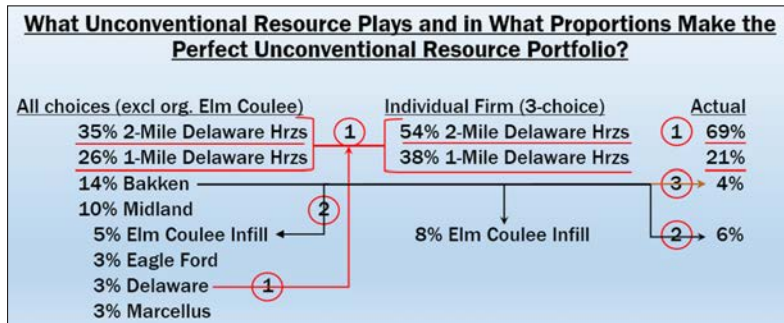 What Unconventional Resource Plays and in What Proportions Make the
Perfect Unconventional Resource Portfolio?
All choices (excl org. Elm Coulee) Individual Firm (3-choice) Actual
35% 2-Mile Delaware Hrzs 1 54% 2-Mile Delaware Hrzs 1 69%
26% 1-Mile Delaware Hrzs 38% 1-Mile Delaware Hrzs 21%
14% Bakken 3 4%
10% Midland 2
5% Elm Coulee Infill 8% Elm Coulee Infill 2 6%
3% Eagle Ford
3% Delaware 1
3% Marcellus